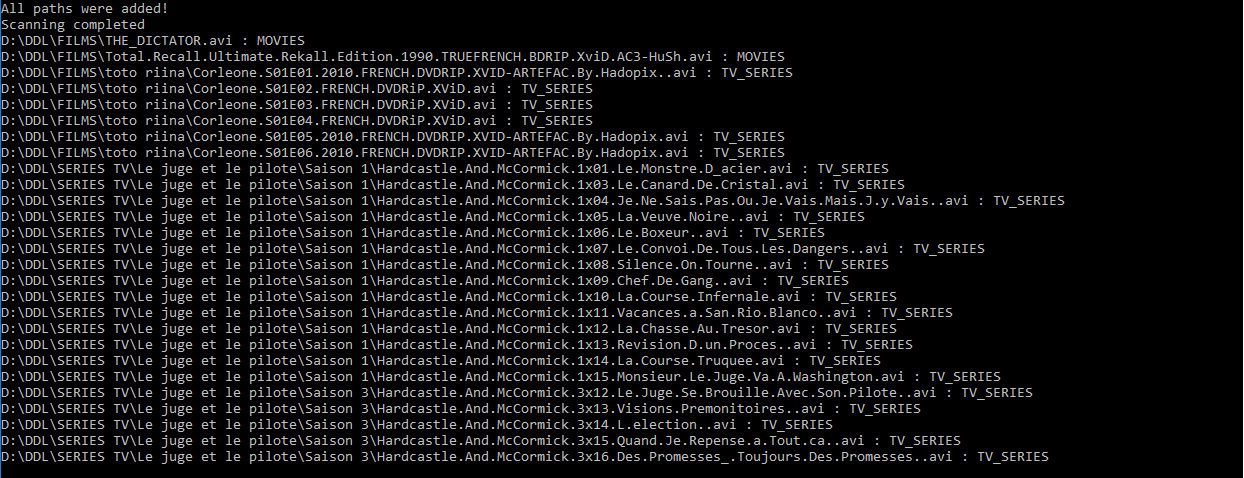 All paths were added!
Scanning completed
D:\DDL\FILMS\THE_DICTATOR.avi : MOVIES
D:\DDL\FILMS\Total.Recall.Ultimate.Rekall.Edition.1990.TRUEFRENCH.BDRIP.XviD.AC3-HuSh.avi : MOVIES
D:\DDL\FILMS\toto riina\Corleone.S01E01.2010.FRENCH.DVDRIP.XVID-ARTEFAC.By.Hadopix..avi : TV_SERIES
D:\DDL\FILMS\toto riina\Corleone.S01E02.FRENCH.DVDRiP.XViD.avi : TV_SERIES
D:\DDL\FILMS\toto riina\Corleone.S01E03.FRENCH.DVDRiP.XViD.avi : TV_SERIES
D:\DDL\FILMS\toto riina\Corleone.S01E04.FRENCH.DVDRiP.XViD.avi : TV_SERIES
D:\DDL\FILMS\toto riina\Corleone.S01E05.2010.FRENCH.DVDRIP.XVID-ARTEFAC.By.Hadopix.avi : TV_SERIES
D:\DDL\FILMS\toto riina\Corleone.S01E06.2010.FRENCH.DVDRIP.XVID-ARTEFAC.By.Hadopix.avi : TV_SERIES
D:\DDL\SERIES TV\Le juge et le pilote\Saison 1\Hardcastle.And.McCormick.1x01.Le.Monstre.D_acier.avi : TV_SERIES
D:\DDL\SERIES TV\Le juge et le pilote\Saison 1\Hardcastle.And.McCormick.1x03.Le.Canard.De.Cristal.avi : TV_SERIES
D:\DDL\SERIES TV\Le juge et le pilote\Saison 1\Hardcastle.And.McCormick.1x04.Je.Ne.Sais.Pas.Ou.Je.Vais.Mais.J.y.Vais..avi : TV_SERIES
D:\DDL\SERIES TV\Le juge et le pilote\Saison 1\Hardcastle.And.McCormick.1x05.La.Veuve.Noire..avi : TV_SERIES
D:\DDL\SERIES TV\Le juge et le pilote\Saison 1\Hardcastle.And.McCormick.1x06.Le.Boxeur..avi : TV_SERIES
D:\DDL\SERIES TV\Le juge et le pilote\Saison 1\Hardcastle.And.McCormick.1x07.Le.Convoi.De.Tous.Les.Dangers..avi : TV_SERIES
D:\DDL\SERIES TV\Le juge et le pilote\Saison 1\Hardcastle.And.McCormick.1x08.Silence.On.Tourne..avi : TV_SERIES
D:\DDL\SERIES TV\Le juge et le pilote\Saison 1\Hardcastle.And.McCormick.1x09.Chef.De.Gang..avi : TV_SERIES
D:\DDL\SERIES TV\Le juge et le pilote\Saison 1\Hardcastle.And.McCormick.1x10.La.Course.Infernale.avi : TV_SERIES
D:\DDL\SERIES TV\Le juge et le pilote\Saison 1\Hardcastle.And.McCormick.1x11.Vacances.a.San.Rio.Blanco..avi : TV_SERIES
D:\DDL\SERIES TV\Le juge et le pilote\Saison 1\Hardcastle.And.McCormick.1x12.La.Chasse.Au.Tresor.avi : TV_SERIES
D:\DDL\SERIES TV\Le juge et le pilote\Saison 1\Hardcastle.And.McCormick.1x13.Revision.D.un.Proces..avi : TV_SERIES
D:\DDL\SERIES TV\Le juge et le pilote\Saison 1\Hardcastle.And.McCormick.1x14.La.Course.Truquee.avi : TV_SERIES
D:\DDL\SERIES TV\Le juge et le pilote\Saison 1\Hardcastle.And.McCormick.1x15.Monsieur.Le.Juge.Va.A.Washington.avi : TV_SERIES
D:\DDL\SERIES TV\Le juge et le pilote\Saison 3\Hardcastle.And.McCormick.3x12.Le.Juge.Se.Brouille.Avec.Son.Pilote..avi : TV_SERIES
D:\DDL\SERIES TV\Le juge et le pilote\Saison 3\Hardcastle.And.McCormick.3x13.Visions.Premonitoires..avi : TV_SERIES
D:\DDL\SERIES TV\Le juge et le pilote\Saison 3\Hardcastle.And.McCormick.3x14.L.election..avi : TV_SERIES
D:\DDL\SERIES TV\Le juge et le pilote\Saison 3\Hardcastle.And.McCormick.3x15.Quand.Je.Repense.a.Tout.ca..avi : TV_SERIES
D:\DDL\SERIES TV\Le juge et le pilote\Saison 3\Hardcastle.And.McCormick.3x16.Des.Promesses_.Toujours.Des.Promesses..avi : TV_SERIES